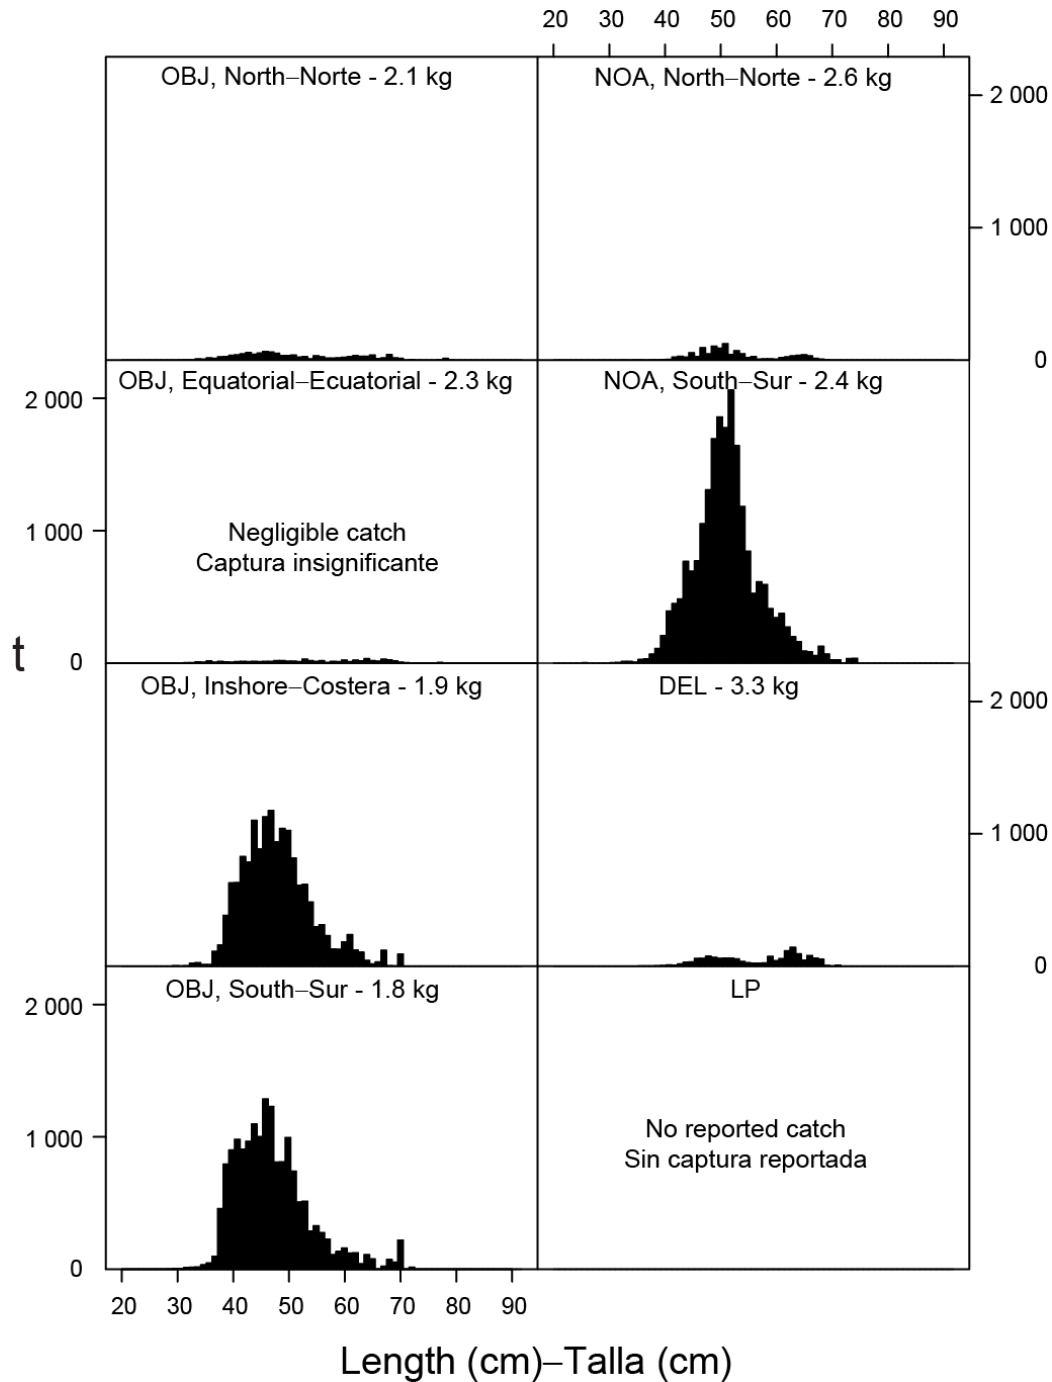 20 30 40 50 60 70 80 90
OBJ, North–Norte - 2.1 kg
NOA, North–Norte - 2.6 kg
2 000
1 000
0
OBJ, Equatorial–Ecuatorial - 2.3 kg
NOA, South–Sur - 2.4 kg
2 000
1 000
0
Negligible catch
Captura insignificante
t
OBJ, Inshore–Costera - 1.9 kg
DEL - 3.3 kg
2 000
1 000
0
OBJ, South–Sur - 1.8 kg
LP
2 000
1 000
0
No reported catch
Sin captura reportada
20 30 40 50 60 70 80 90
Length (cm)–Talla (cm)